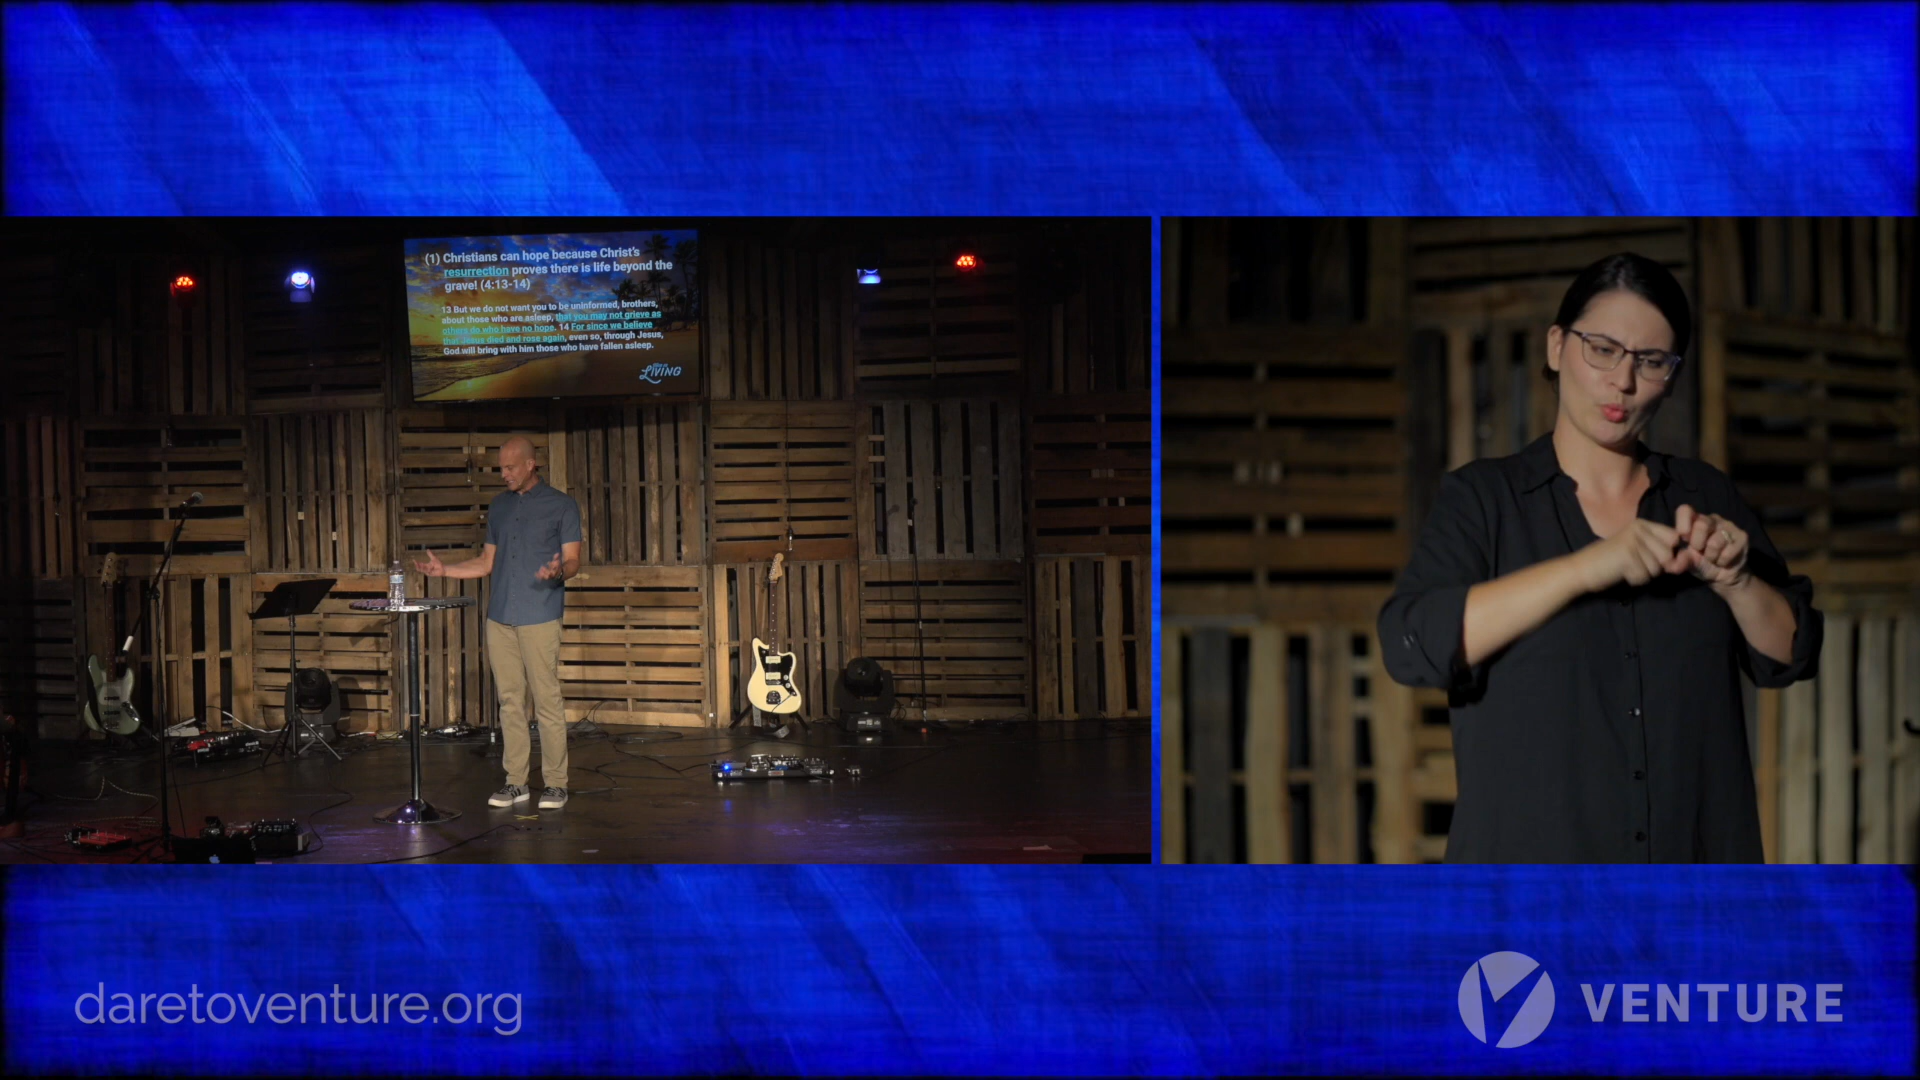 (1) Christians can hope because Christ's
resurrection proves there is life beyond the
grave! (4:13-14)
13 But we do not want you to be uninformed, brothers,
about those who are asleep, that you may not grieve as
others do who have no hope. 14 For since we believe
that Jesus died and rose again, even so, through Jesus,
God will bring with him those who have fallen asleep.
LIVING
daretoventure.org
VENTURE